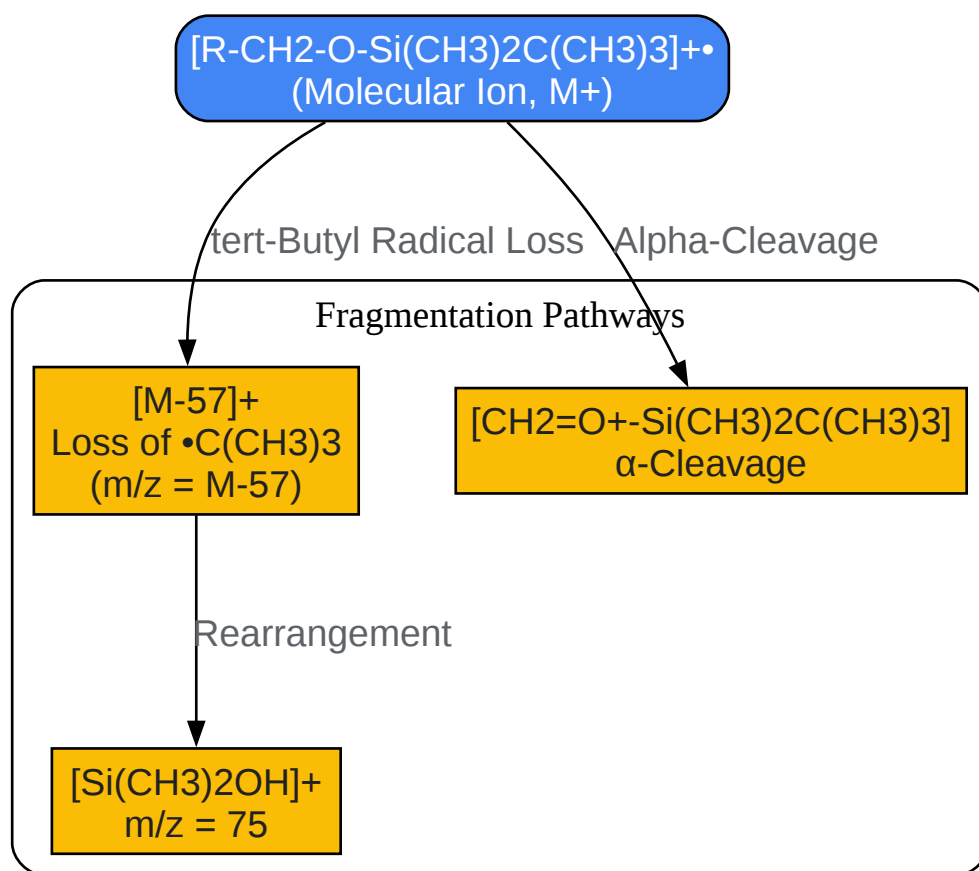 [R-CH2-O-Si(CH3)2C(CH3)3]+•
(Molecular Ion, M+)
tert-Butyl Radical Loss
Alpha-Cleavage
Fragmentation Pathways
[M-57]+
Loss of •C(CH3)3
(m/z = M-57)
[CH2=O+-Si(CH3)2C(CH3)3]
α-Cleavage
Rearrangement
[Si(CH3)2OH]+
m/z = 75